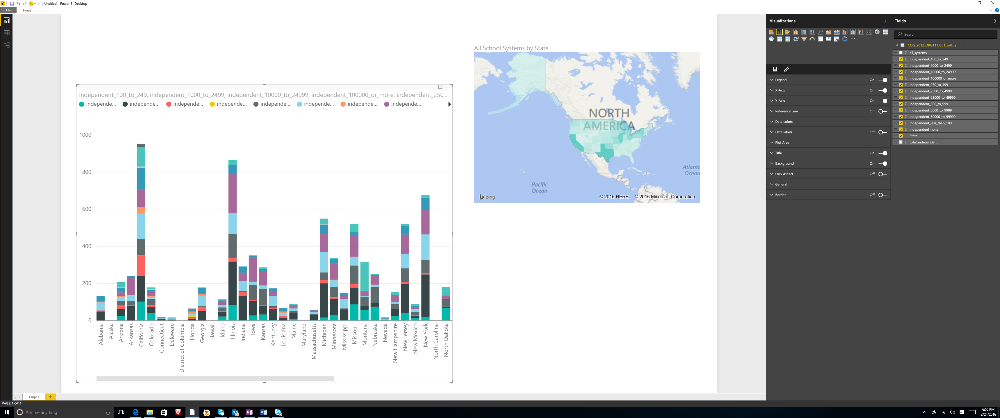 Untitled - Power BI Desktop
File
Home
?
All School Systems by State
NORTH
AMERICA
Pacific
Ocean
Atlantic
Ocean
bing
© 2016 HERE
© 2016 Microsoft Corporation
independent_100_to_249, independent_1000_to_2499, independent_10000_to_24999, independent_100000_or_more, independent_250...
independe... independe... independe... independe... independe... independe... independe... independe...
1000
800
600
400
200
0
Alabama
Alaska
Arizona
Arkansas
California
Colorado
Connecticut
Delaware
District of Columbia
Florida
Georgia
Hawaii
Idaho
Illinois
Indiana
Iowa
Kansas
Kentucky
Louisiana
Maine
Maryland
Massachusetts
Michigan
Minnesota
Mississippi
Missouri
Montana
Nebraska
Nevada
New Hampshire
New Jersey
New Mexico
New York
North Carolina
North Dakota
Visualizations
Legend On
X-Axis On
Y-Axis On
Reference Line Off
Data colors
Data labels Off
Plot Area
Title On
Background On
Lock aspect Off
General
Border Off
Fields
Search
COG_2012_ORG11 US01_with_ann
all_systems
independent_100_to_249
independent_1000_to_2499
independent_10000_to_24999
independent_100000_or_more
independent_250_to_499
independent_2500_to_4999
independent_25000_to_49999
independent_500_to_999
independent_5000_to_9999
independent_50000_to_99999
independent_less_than_100
independent_none
State
total_independent
Page 1
PAGE 1 OF 1
Ask me anything
6:55 PM
2/24/2016